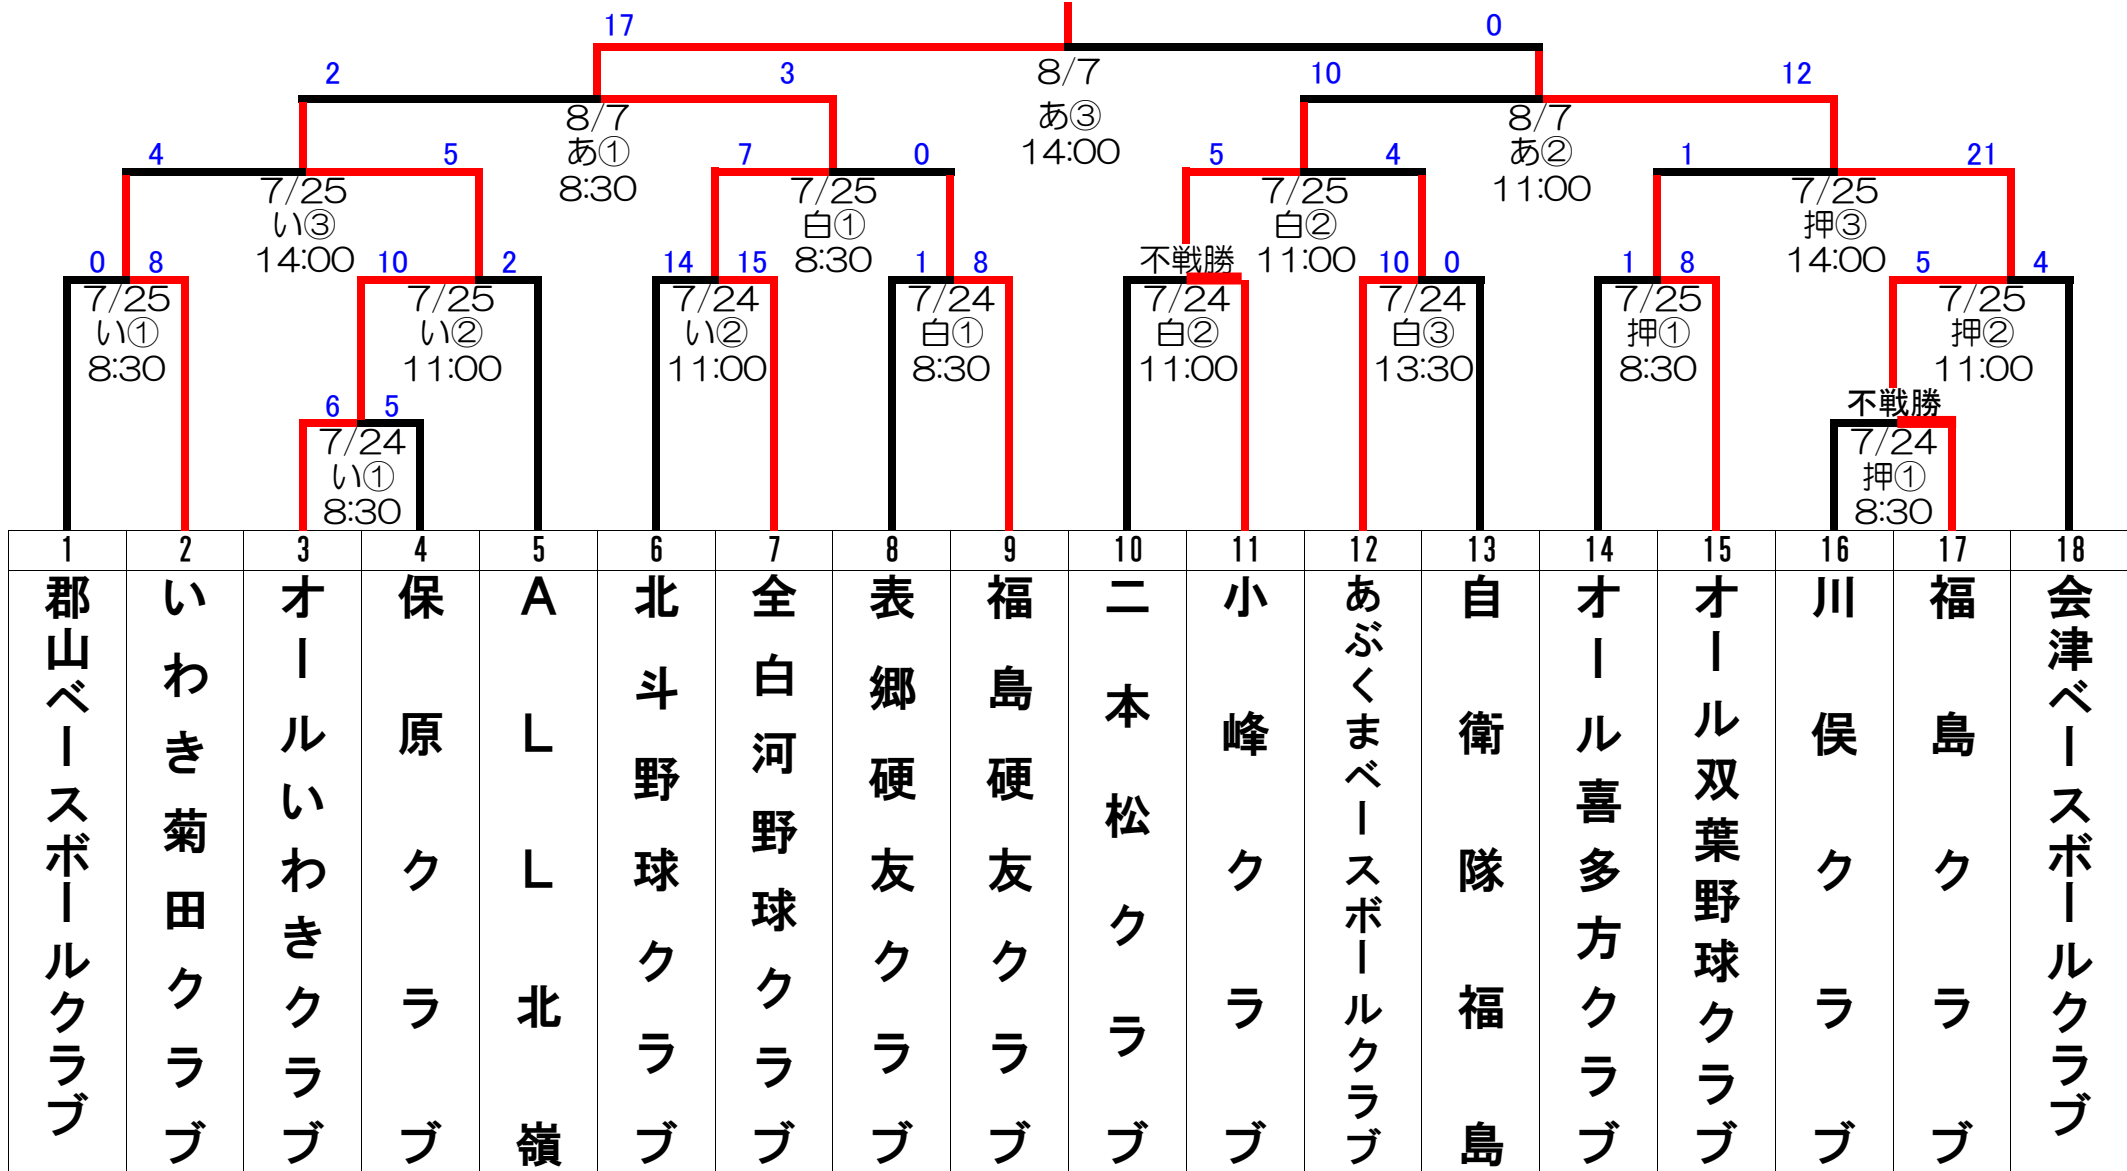 17 0
2 3 8/7 10 12
8/7 あ③ 8/7
あ① 14:00 あ②
4 5 8:30 7 0 5 4 11:00 1 21
7/25 7/25 7/25 7/25
い③ 白① 白② 押③
14:00 8:30 11:00 14:00
0 8 10 2 14 15 1 8 不戦勝 10 0 1 8 5 4
7/25 7/25 7/24 7/24 7/24 7/24 7/25 7/25
い① い② い② 白① 白② 白③ 押① 押②
8:30 11:00 11:00 8:30 11:00 13:30 8:30 11:00
6 5 不戦勝
7/24 7/24
い① 押①
8:30 8:30
1 2 3 4 5 6 7 8 9 10 11 12 13 14 15 16 17 18
郡山ベースボールクラブ
いわき菊田クラブ
オールいわきクラブ
保原クラブ
ALL北嶺
北斗野球クラブ
全白河野球クラブ
表郷硬友クラブ
福島硬友クラブ
二本松クラブ
小峰クラブ
あぶくまベースボールクラブ
自衛隊福島
オール喜多方クラブ
オール双葉野球クラブ
川俣クラブ
福島クラブ
会津ベースボールクラブ